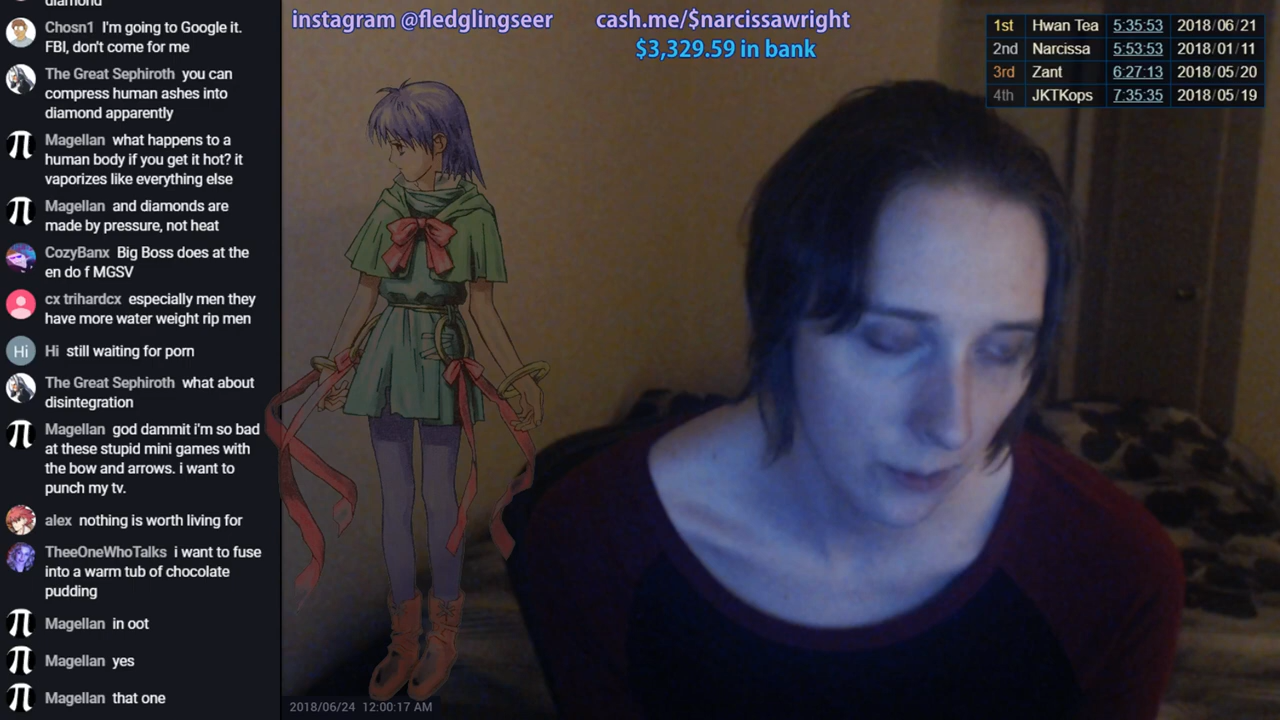 diamond
Chosn1 I'm going to Google it.
FBI, don't come for me
The Great Sephiroth you can
compress human ashes into
diamond apparently
Magellan what happens to a
human body if you get it hot? it
vaporizes like everything else
Magellan and diamonds are
made by pressure, not heat
CozyBanx Big Boss does at the
en do f MGSV
cx trihardcx especially men they
have more water weight rip men
Hi Hi still waiting for porn
The Great Sephiroth what about
disintegration
Magellan god dammit i'm so bad
at these stupid mini games with
the bow and arrows. i want to
punch my tv.
alex nothing is worth living for
TheeOneWhoTalks i want to fuse
into a warm tub of chocolate
pudding
Magellan in oot
Magellan yes
Magellan that one
instagram @fledglingseer
cash.me/$narcissawright
$3,329.59 in bank
1st Hwan Tea 5:35:53 2018/06/21
2nd Narcissa 5:53:53 2018/01/11
3rd Zant 6:27:13 2018/05/20
4th JKTKops 7:35:35 2018/05/19
2018/06/24 12:00:17 AM